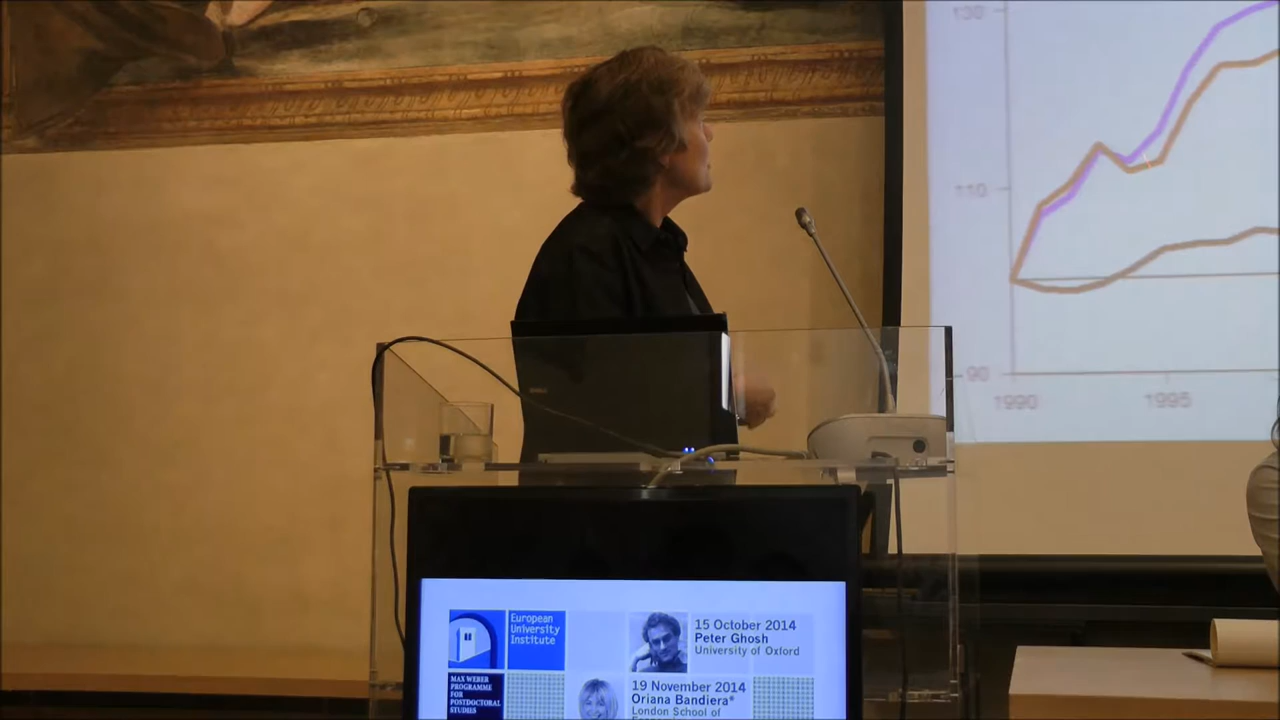 130
110
90
1990
1995
European
University
Institute
15 October 2014
Peter Ghosh
University of Oxford
MAX WEBER
PROGRAMME
FOR
POSTDOCTORAL
STUDIES
19 November 2014
Oriana Bandiera*
London School of